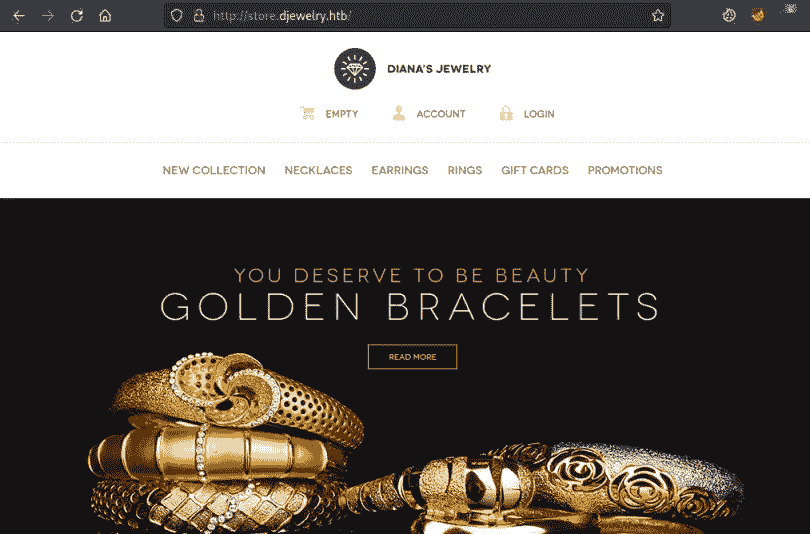 http://store.djewelry.htb/
DIANA'S JEWELRY
EMPTY ACCOUNT LOGIN
NEW COLLECTION NECKLACES EARRINGS RINGS GIFT CARDS PROMOTIONS
YOU DESERVE TO BE BEAUTY
GOLDEN BRACELETS
READ MORE